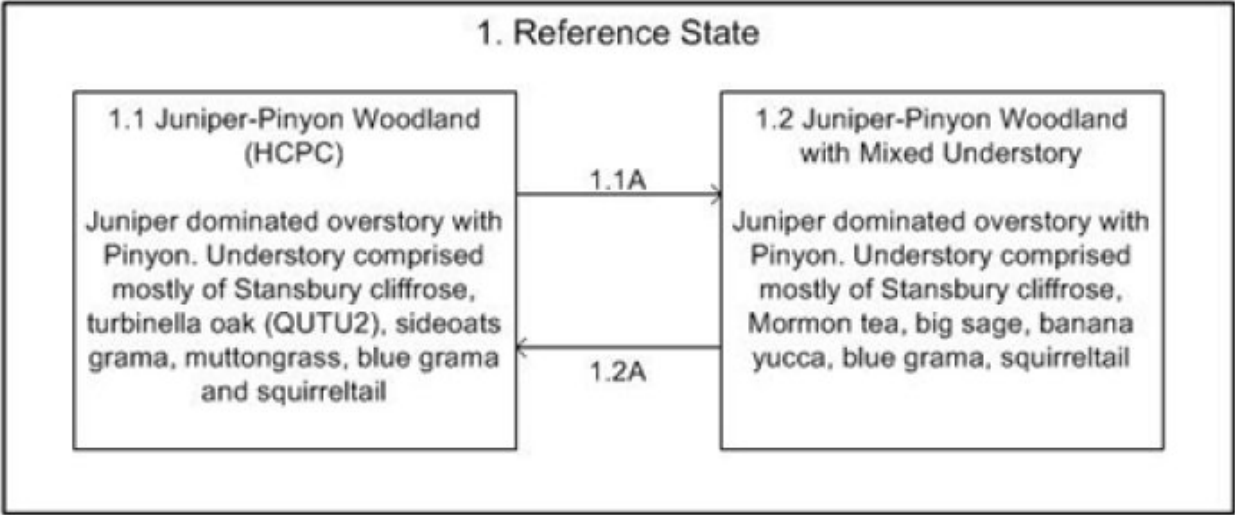 1. Reference State
1.1 Juniper-Pinyon Woodland
(HCPC)
Juniper dominated overstory with
Pinyon. Understory comprised
mostly of Stansbury cliffrose,
turbinella oak (QUTU2), sideoats
grama, muttongrass, blue grama
and squirreltail
1.1A
1.2A
1.2 Juniper-Pinyon Woodland
with Mixed Understory
Juniper dominated overstory with
Pinyon. Understory comprised
mostly of Stansbury cliffrose,
Mormon tea, big sage, banana
yucca, blue grama, squirreltail